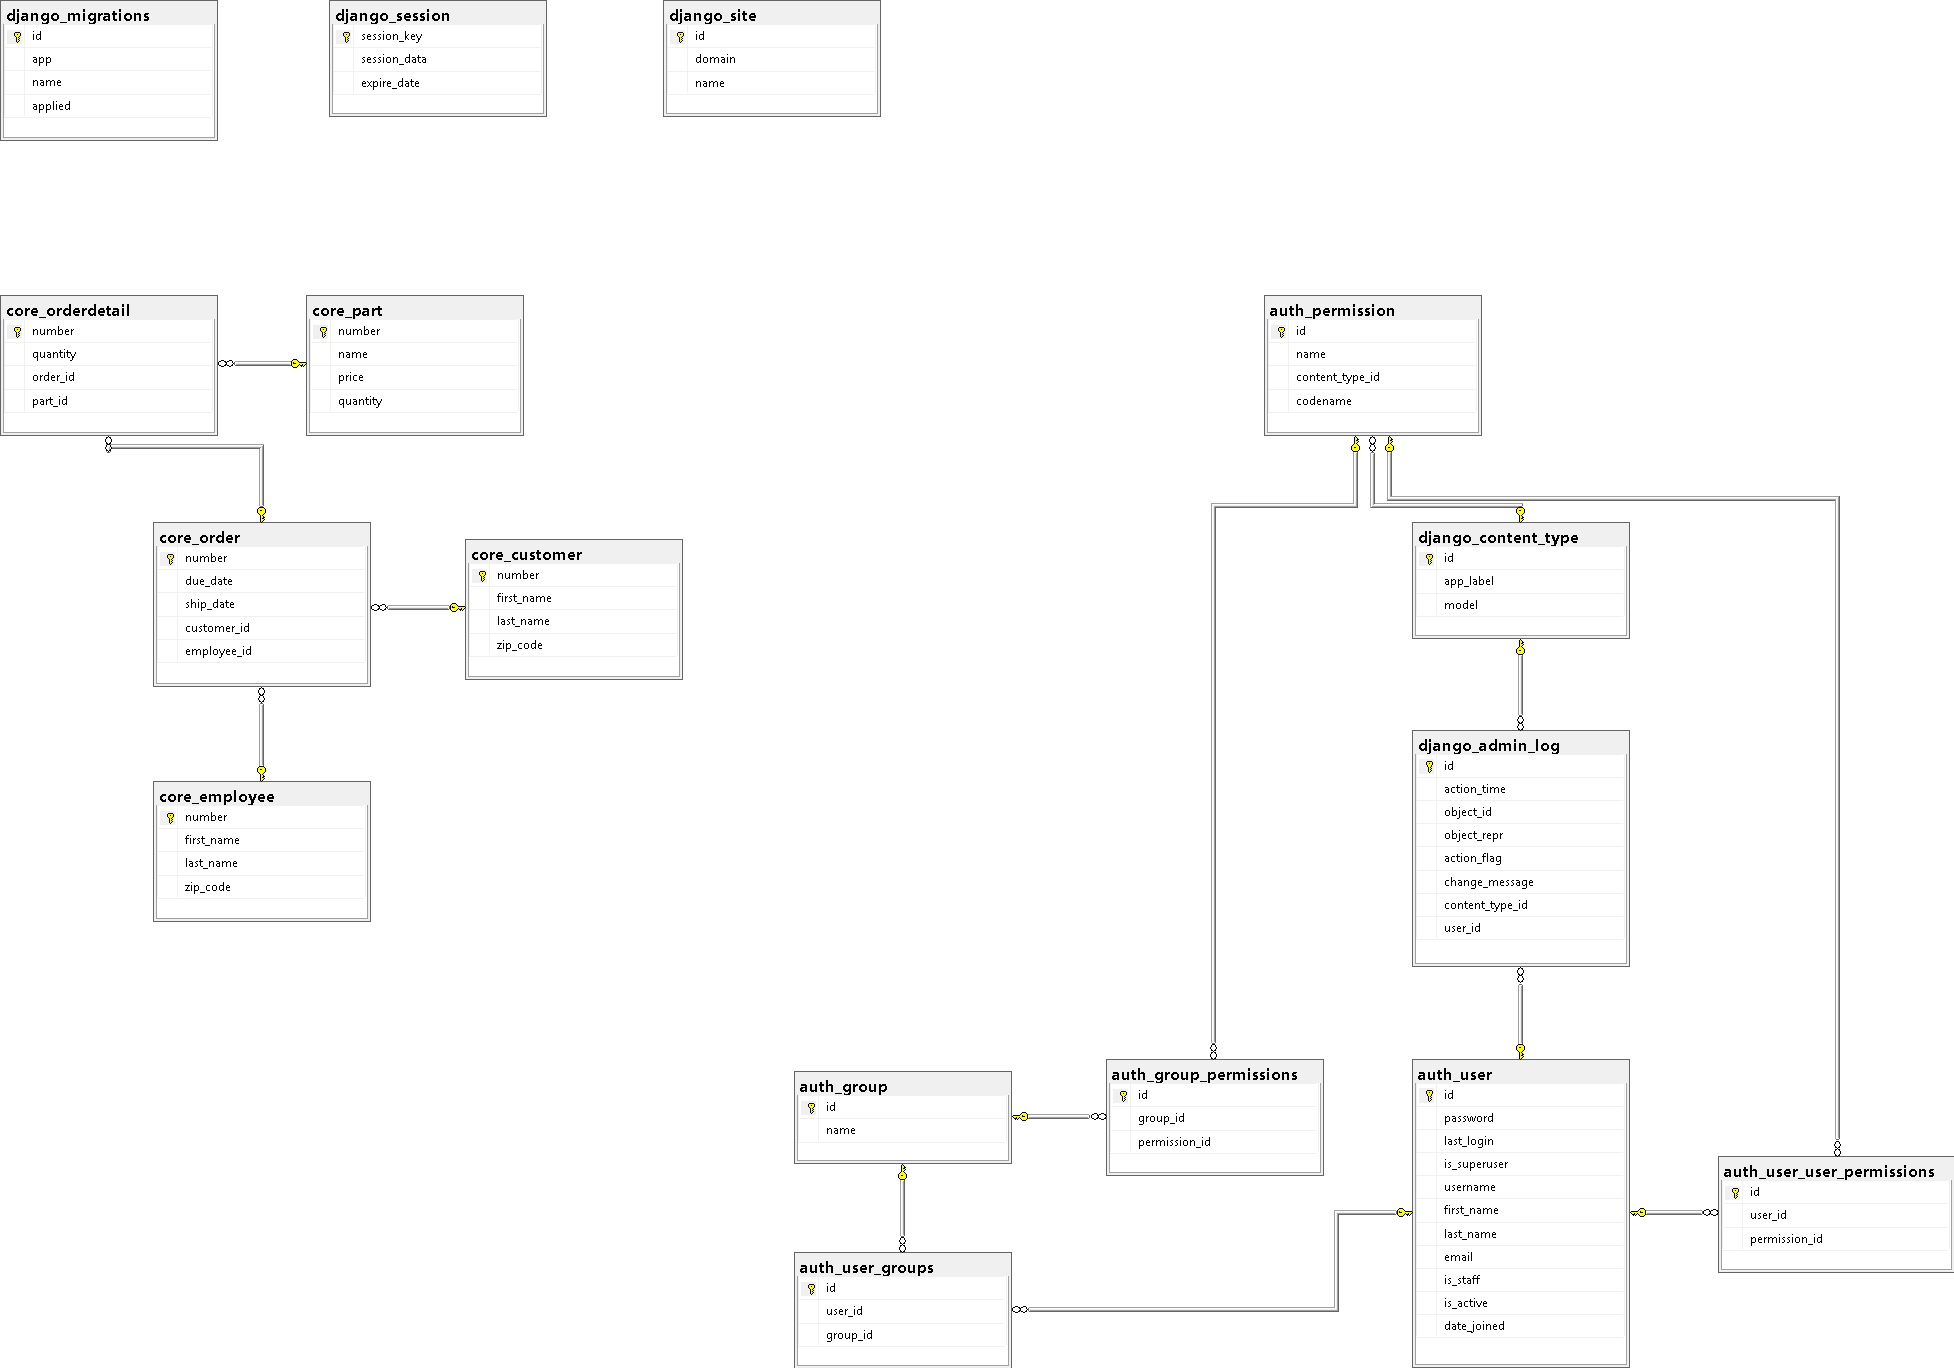 django_migrations
id
app
name
applied
django_session
session_key
session_data
expire_date
django_site
id
domain
name
core_orderdetail
number
quantity
order_id
part_id
core_part
number
name
price
quantity
auth_permission
id
name
content_type_id
codename
core_order
number
due_date
ship_date
customer_id
employee_id
core_customer
number
first_name
last_name
zip_code
django_content_type
id
app_label
model
django_admin_log
id
action_time
object_id
object_repr
action_flag
change_message
content_type_id
user_id
core_employee
number
first_name
last_name
zip_code
auth_group
id
name
auth_group_permissions
id
group_id
permission_id
auth_user
id
password
last_login
is_superuser
username
first_name
last_name
email
is_staff
is_active
date_joined
auth_user_user_permissions
id
user_id
permission_id
auth_user_groups
id
user_id
group_id